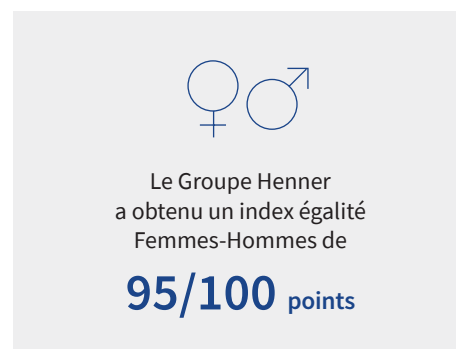 Le Groupe Henner
a obtenu un index égalité
Femmes-Hommes de
95/100 points